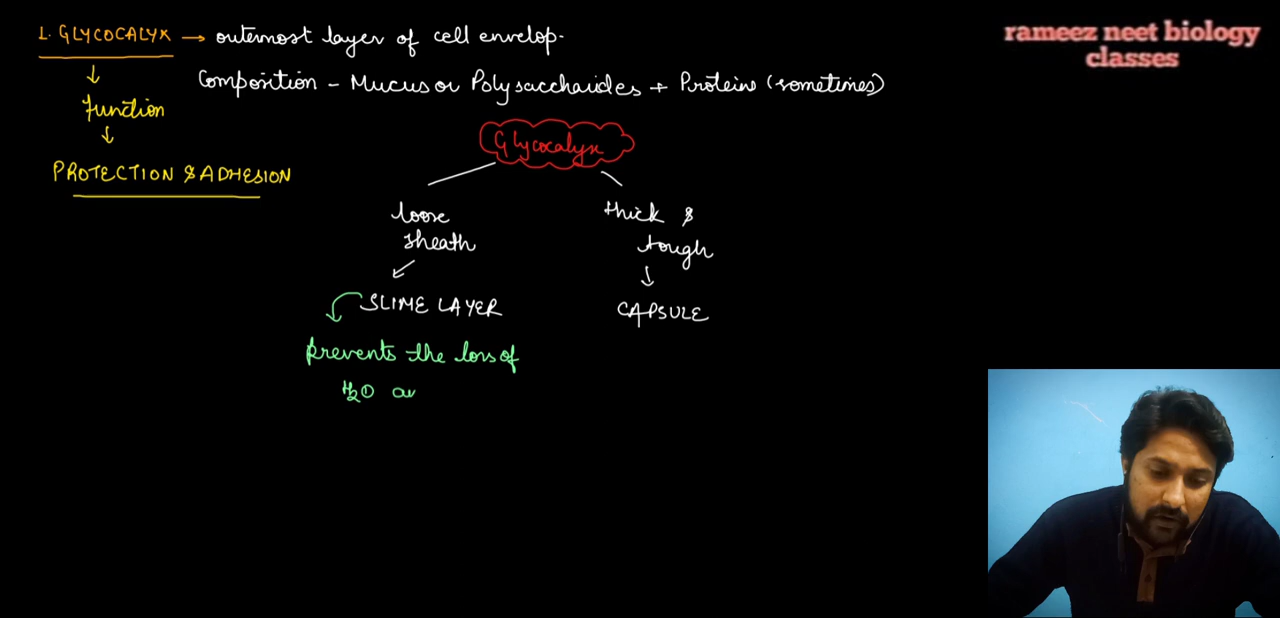 1. GLYCOCALYX → outermost layer of cell envelop.
Composition - Mucus or Polysaccharides + Proteins (sometimes)
↓
function
↓
PROTECTION & ADHESION
Glycocalyx
loose
sheath
SLIME LAYER
prevents the loss of
H2O
thick &
tough
↓
CAPSULE
rameez neet biology
classes